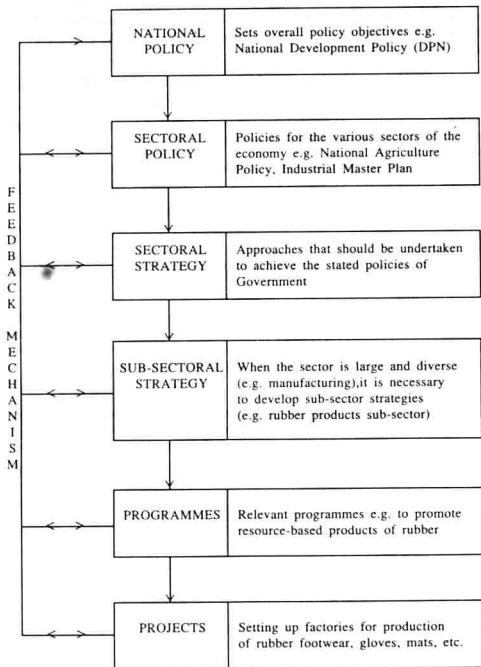 NATIONAL
POLICY
Sets overall policy objectives e.g.
National Development Policy (DPN)
SECTORAL
POLICY
Policies for the various sectors of the
economy e.g. National Agriculture
Policy, Industrial Master Plan
SECTORAL
STRATEGY
Approaches that should be undertaken
to achieve the stated policies of
Government
SUB-SECTORAL
STRATEGY
When the sector is large and diverse
(e.g. manufacturing),it is necessary
to develop sub-sector strategies
(e.g. rubber products sub-sector)
PROGRAMMES
Relevant programmes e.g. to promote
resource-based products of rubber
PROJECTS
Setting up factories for production
of rubber footwear, gloves, mats, etc.
FEEDBACK MECHANISM